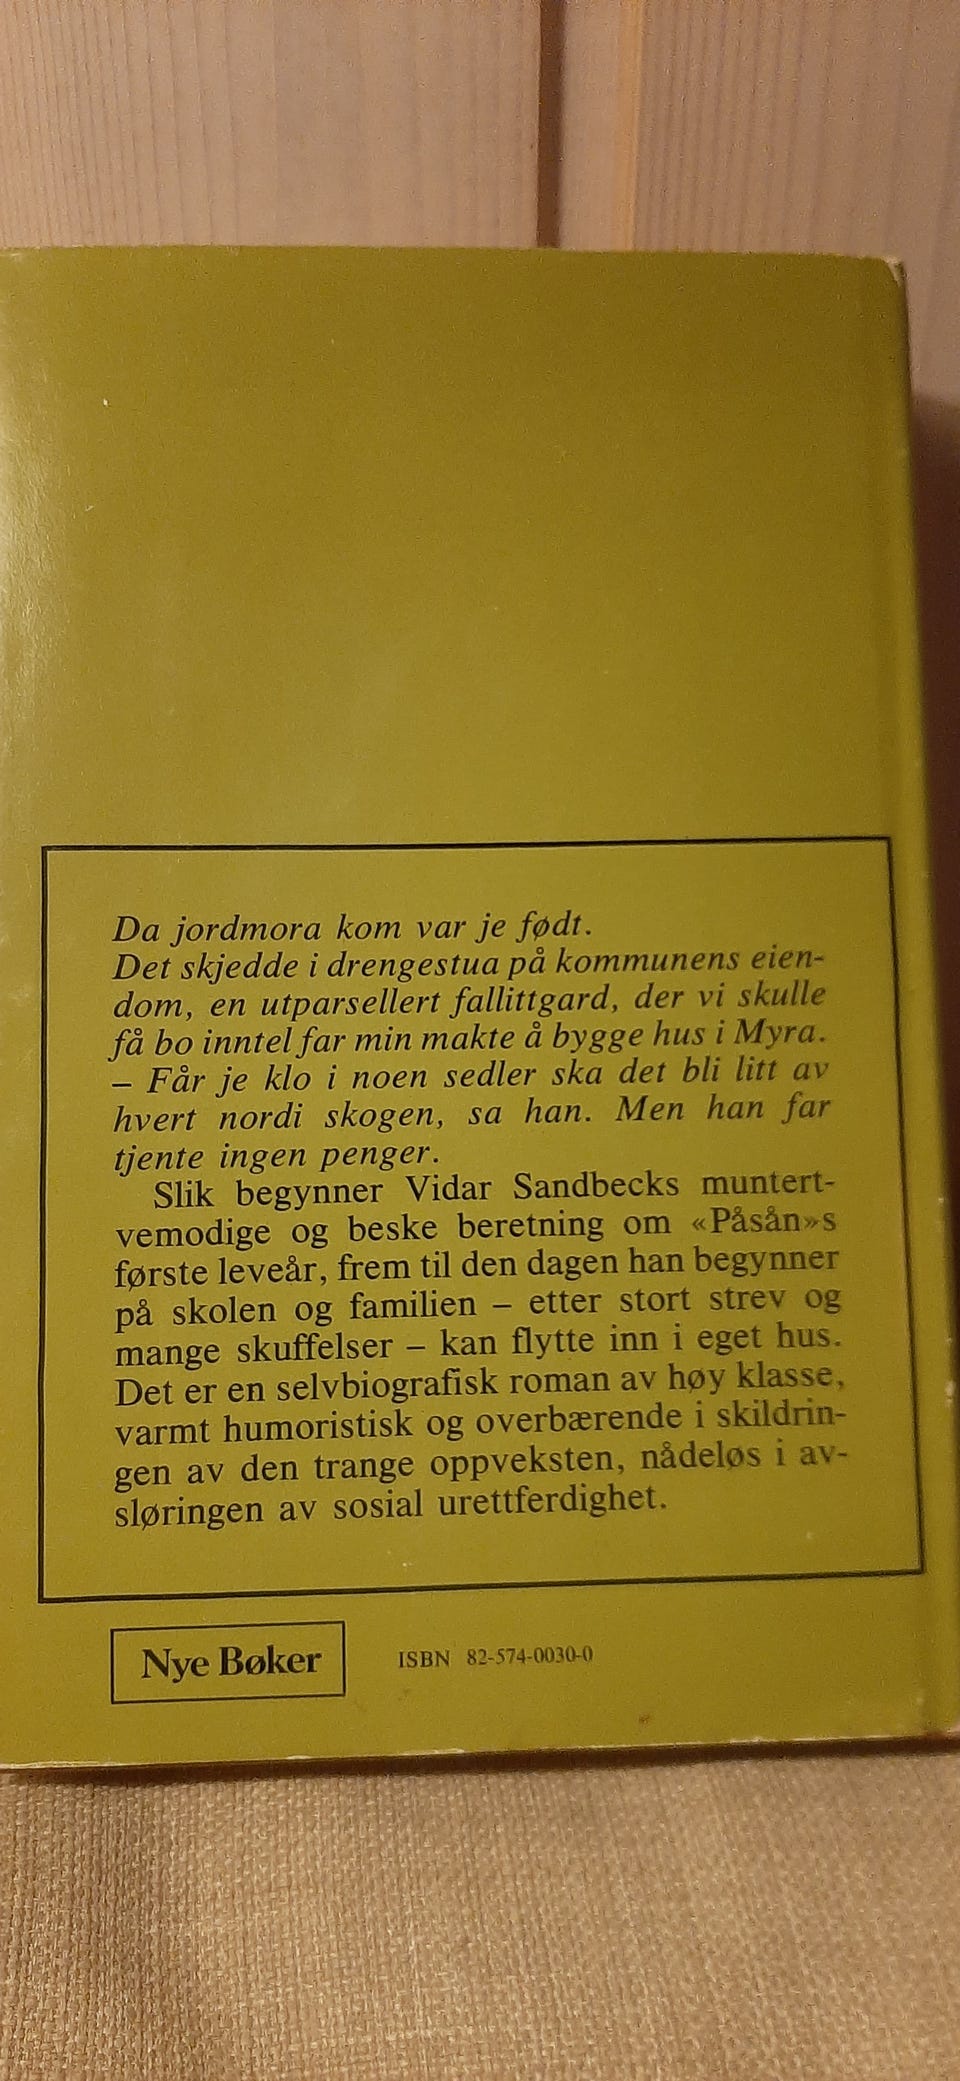 Da jordmora kom var je født.
Det skjedde i drengestua på kommunens eien-
dom, en utparsellert fallittgard, der vi skulle
få bo inntel far min makte å bygge hus i Myra.
– Får je klo i noen sedler ska det bli litt av
hvert nordi skogen, sa han. Men han far
tjente ingen penger.
Slik begynner Vidar Sandbecks muntert-
vemodige og beske beretning om «Påsån»s
første leveår, frem til den dagen han begynner
på skolen og familien – etter stort strev og
mange skuffelser – kan flytte inn i eget hus.
Det er en selvbiografisk roman av høy klasse,
varmt humoristisk og overbærende i skildrin-
gen av den trange oppveksten, nådeløs i av-
sløringen av sosial urettferdighet.
Nye Bøker
ISBN 82-574-0030-0